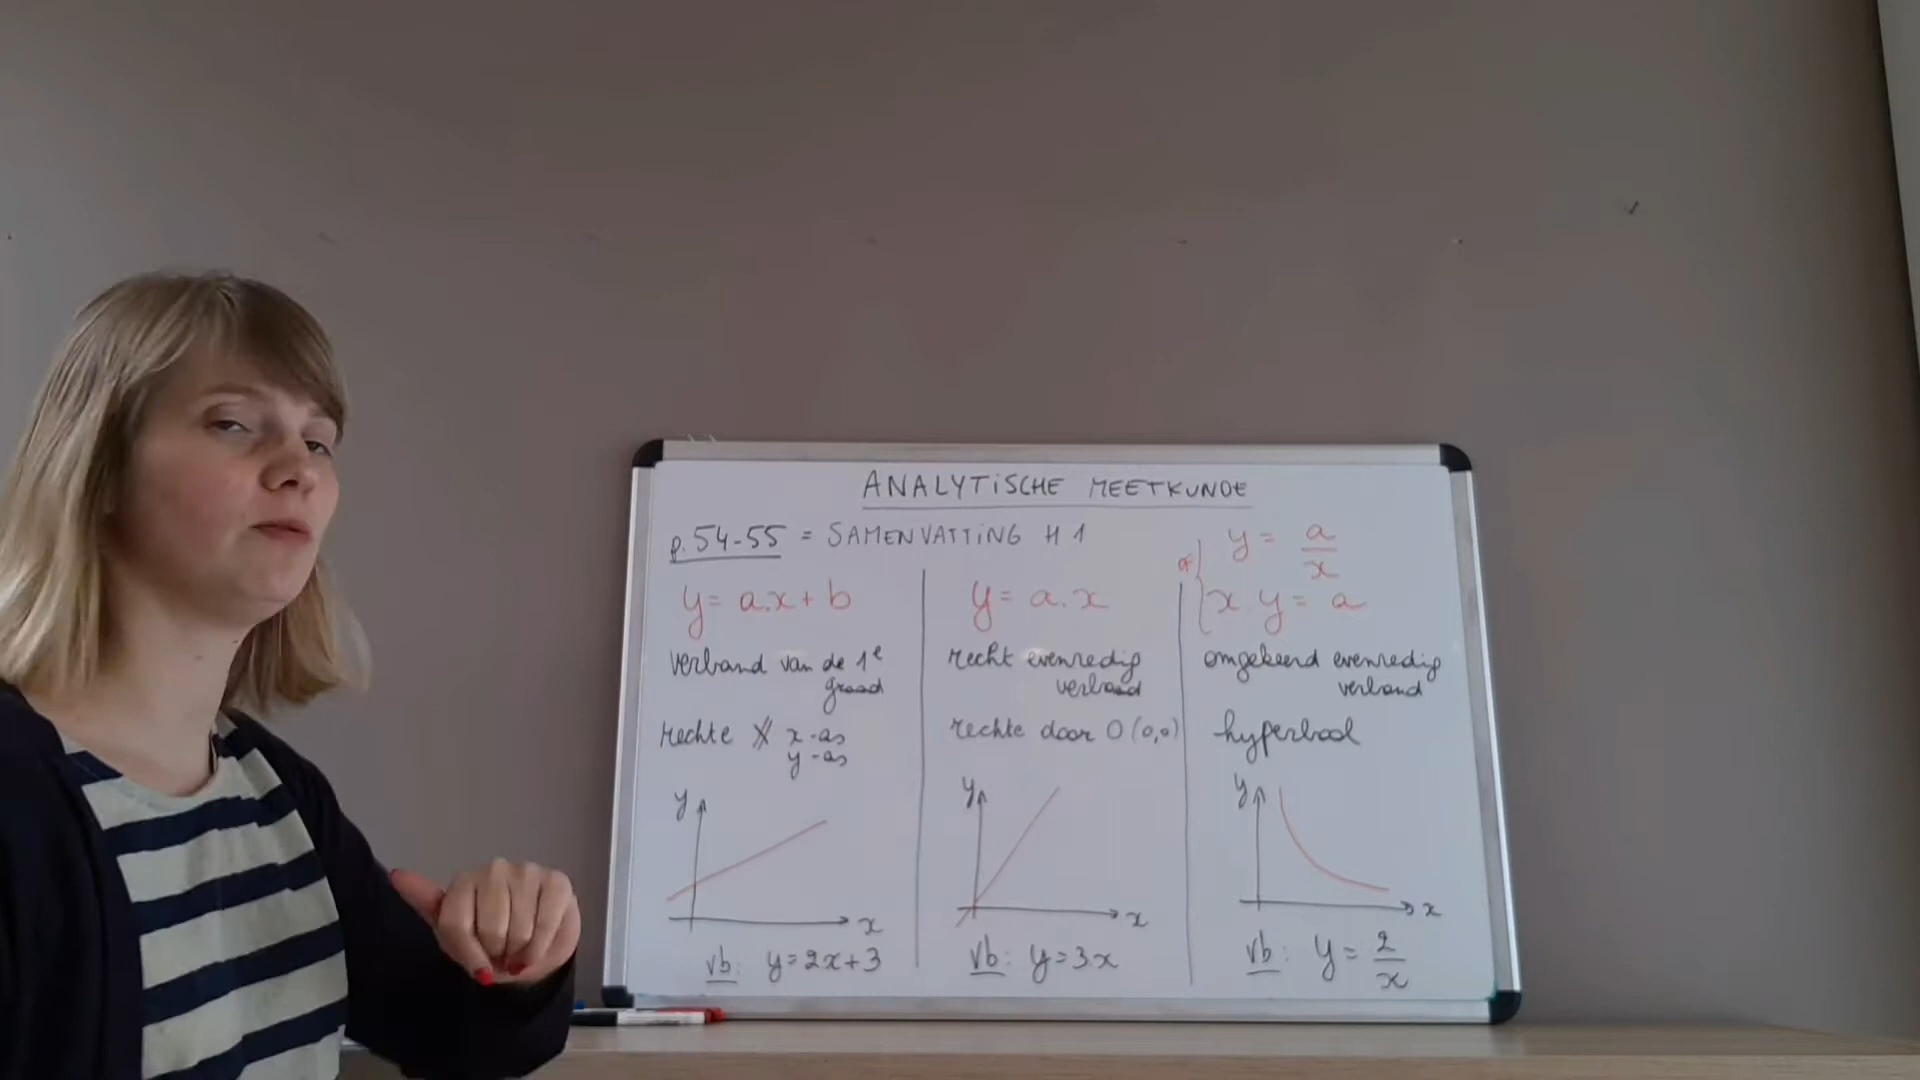 ANALYTISCHE MEETKUNDE
p. 54-55 = SAMENVATTING H 1
y = a.x + b
verband van de 1e
graad
rechte ∦ x-as
y-as
y
x
vb: y = 2x + 3
y = a . x
recht evenredig
verband
rechte door O (0,0)
y
x
vb: y = 3x
y = a/x
of
x . y = a
omgekeerd evenredig
verband
hyperbool
y
x
vb: y = 2/x